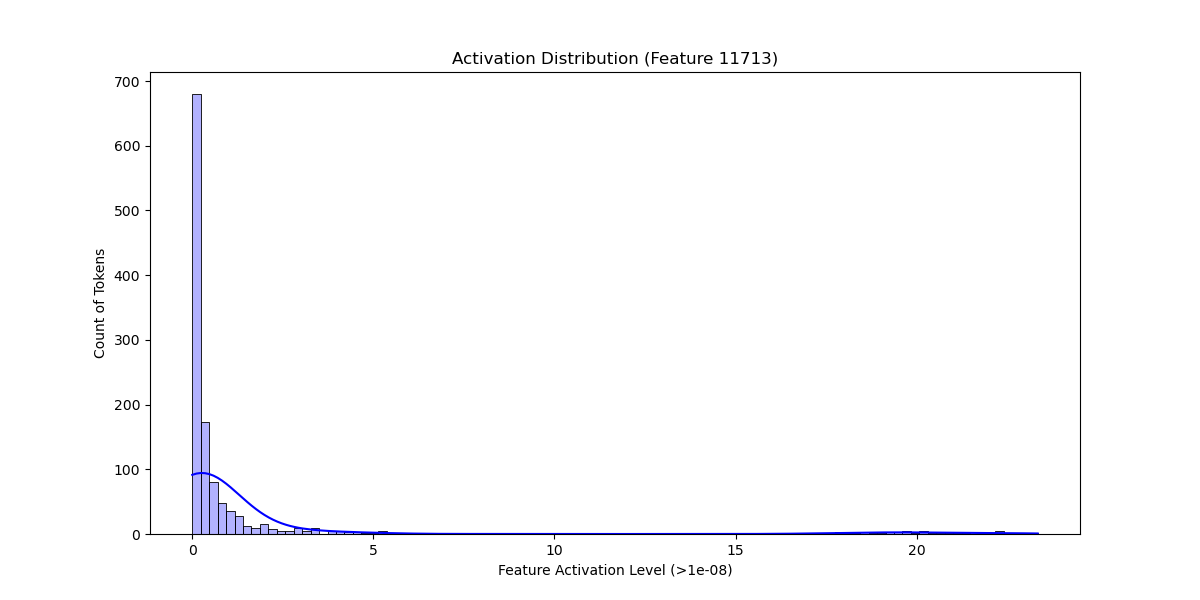 Activation Distribution (Feature 11713)
700
600
500
400
300
200
100
0
Count of Tokens
0 5 10 15 20
Feature Activation Level (>1e-08)